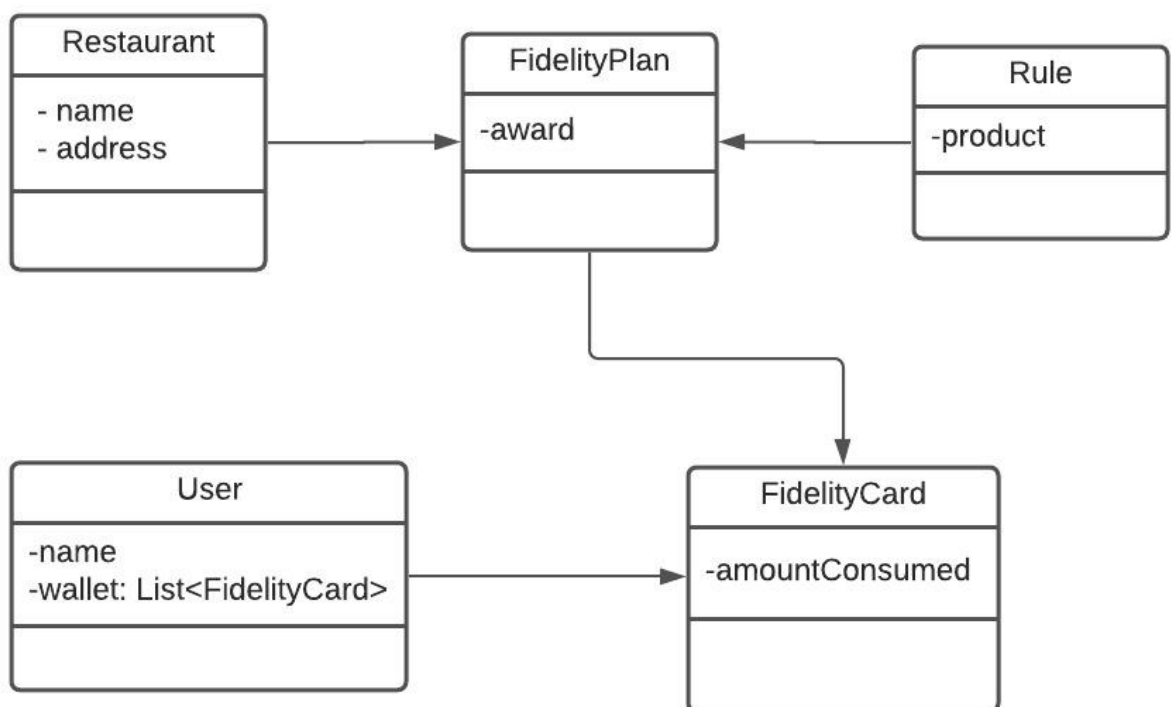 Restaurant
- name
- address
FidelityPlan
-award
Rule
-product
User
-name
-wallet: List<FidelityCard>
FidelityCard
-amountConsumed